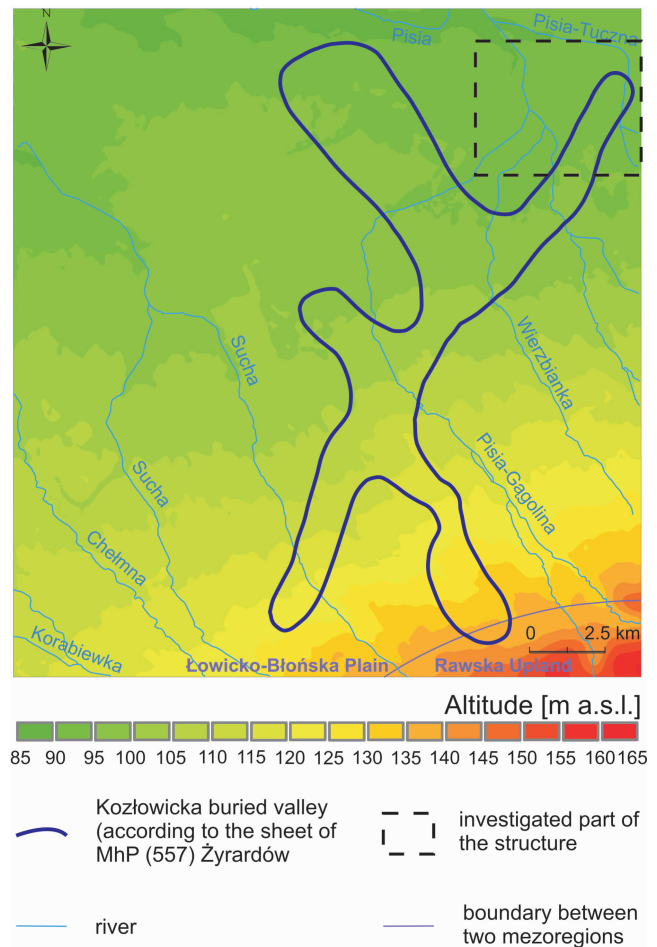 N
Pisia
Pisia-Tuczna
Sucha
Wierzbianka
Pisia-Gągolina
Sucha
Chełmna
Korabiewka
0 2.5 km
Łowicko-Błońska Plain Rawska Upland
Altitude [m a.s.l.]
85 90 95 100 105 110 115 120 125 130 135 140 145 150 155 160 165
Kozłowicka buried valley
(according to the sheet of
MhP (557) Żyrardów
investigated part of
the structure
river
boundary between
two mezoregions